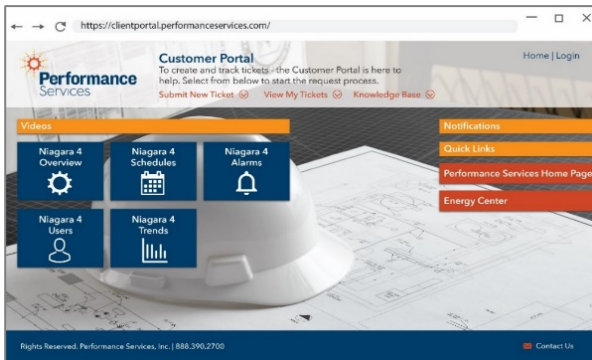 https://clientportal.performanceservices.com/
Performance
Services
Customer Portal
To create and track tickets - the Customer Portal is here to
help. Select from below to start the request process.
Submit New Ticket View My Tickets Knowledge Base
Home | Login
Videos
Niagara 4
Overview
Niagara 4
Schedules
Niagara 4
Alarms
Niagara 4
Users
Niagara 4
Trends
Notifications
Quick Links
Performance Services Home Page
Energy Center
Rights Reserved. Performance Services, Inc. | 888.390.2700
Contact Us